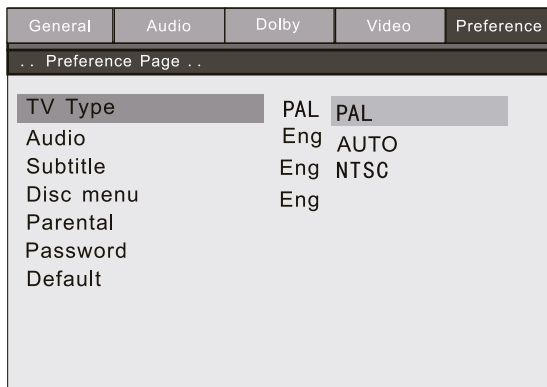 General Audio Dolby Video Preference
.. Preference Page ..
TV Type PAL PAL
Audio Eng AUTO
Subtitle Eng NTSC
Disc menu Eng
Parental
Password
Default